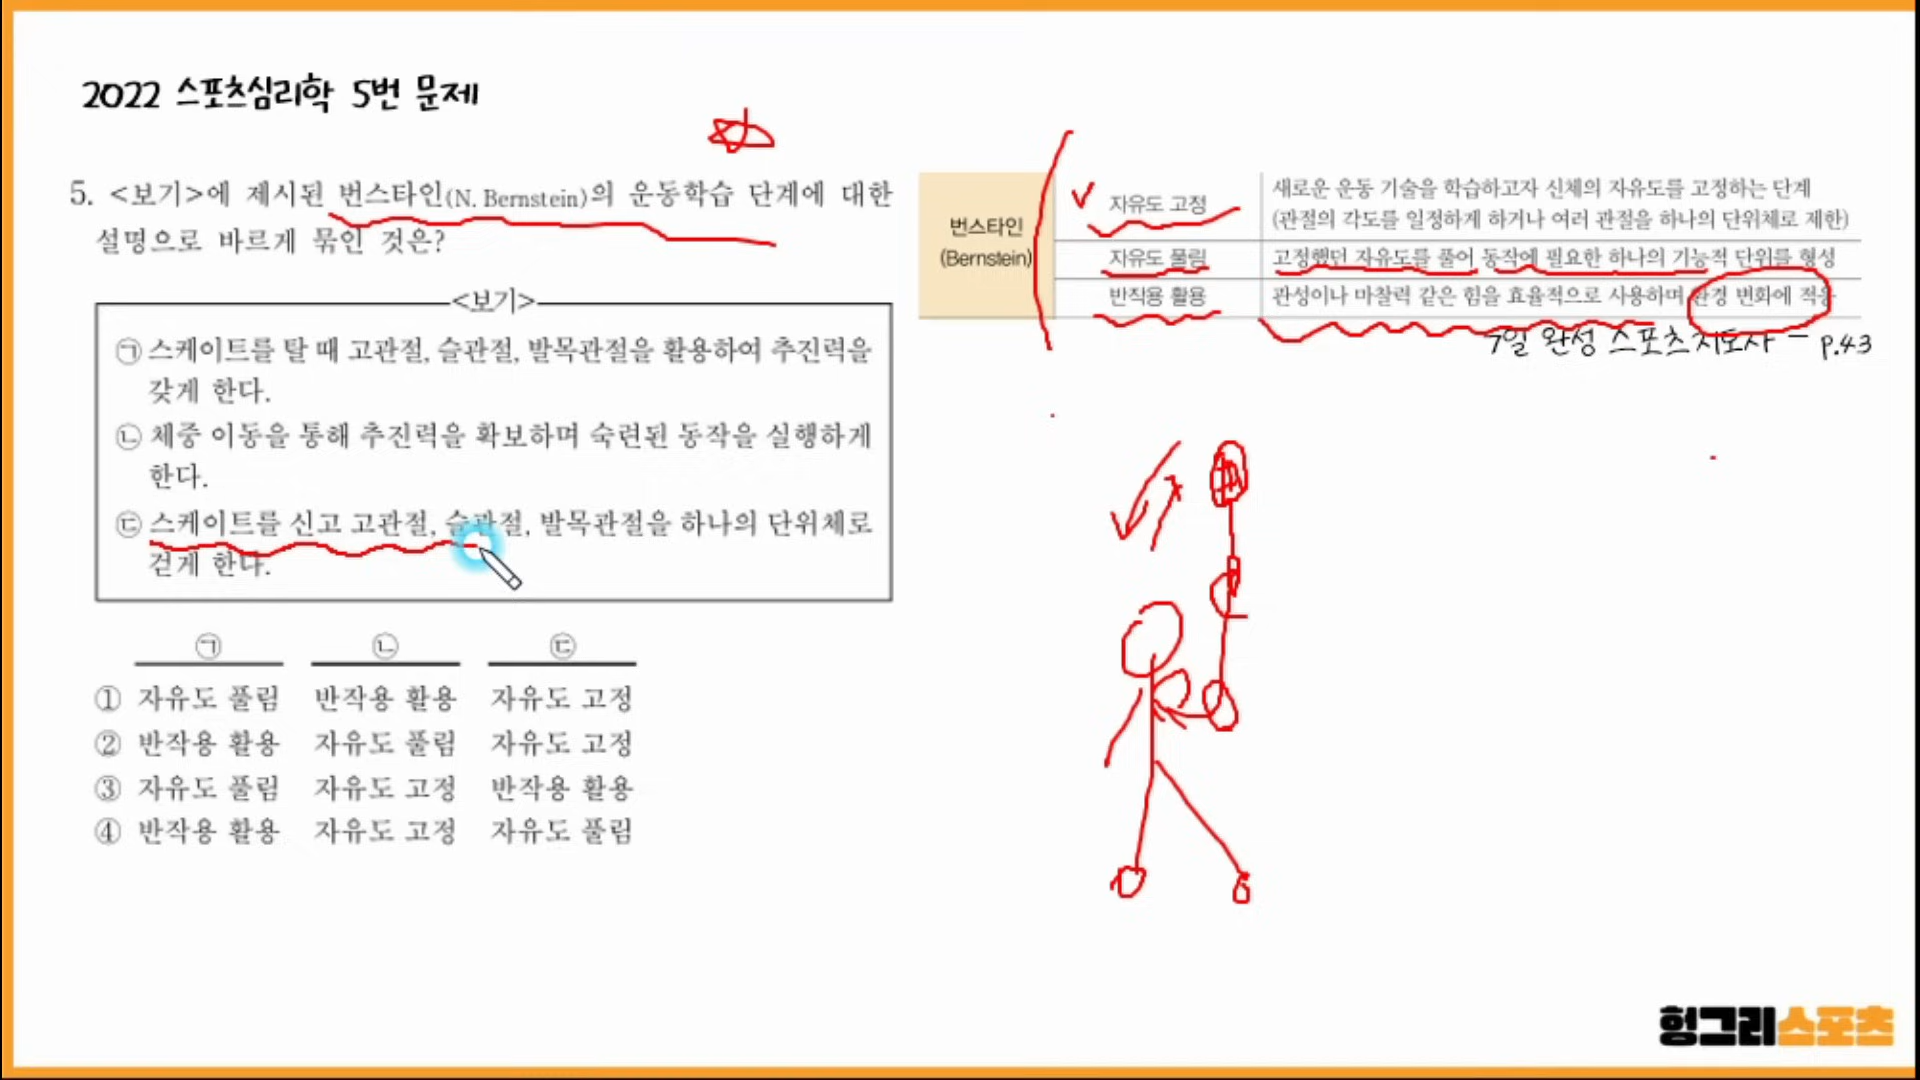 2022 스포츠심리학 5번 문제
5. <보기>에 제시된 번스타인(N. Bernstein)의 운동학습 단계에 대한
설명으로 바르게 묶인 것은?
<보기>
㉠ 스케이트를 탈 때 고관절, 슬관절, 발목관절을 활용하여 추진력을
갖게 한다.
㉡ 체중 이동을 통해 추진력을 확보하며 숙련된 동작을 실행하게
한다.
㉢ 스케이트를 신고 고관절, 슬관절, 발목관절을 하나의 단위체로
걷게 한다.
㉠ ㉡ ㉢
① 자유도 풀림 반작용 활용 자유도 고정
② 반작용 활용 자유도 풀림 자유도 고정
③ 자유도 풀림 자유도 고정 반작용 활용
④ 반작용 활용 자유도 고정 자유도 풀림
번스타인
(Bernstein)
자유도 고정
새로운 운동 기술을 학습하고자 신체의 자유도를 고정하는 단계
(관절의 각도를 일정하게 하거나 여러 관절을 하나의 단위체로 제한)
자유도 풀림 고정했던 자유도를 풀어 동작에 필요한 하나의 기능적 단위를 형성
반작용 활용 관성이나 마찰력 같은 힘을 효율적으로 사용하며 환경 변화에 적응
7일 완성 스포츠지도사 - p.43
헝그리스포츠